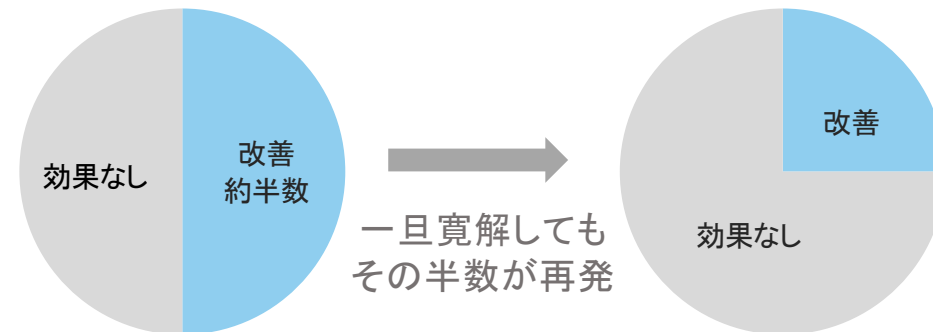 効果なし
改善
約半数
一旦寛解しても
その半数が再発
改善
効果なし